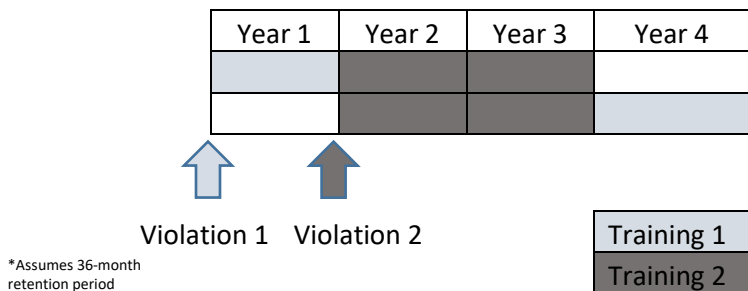 Year 1 Year 2 Year 3 Year 4
Violation 1 Violation 2
Training 1
Training 2
*Assumes 36-month
retention period